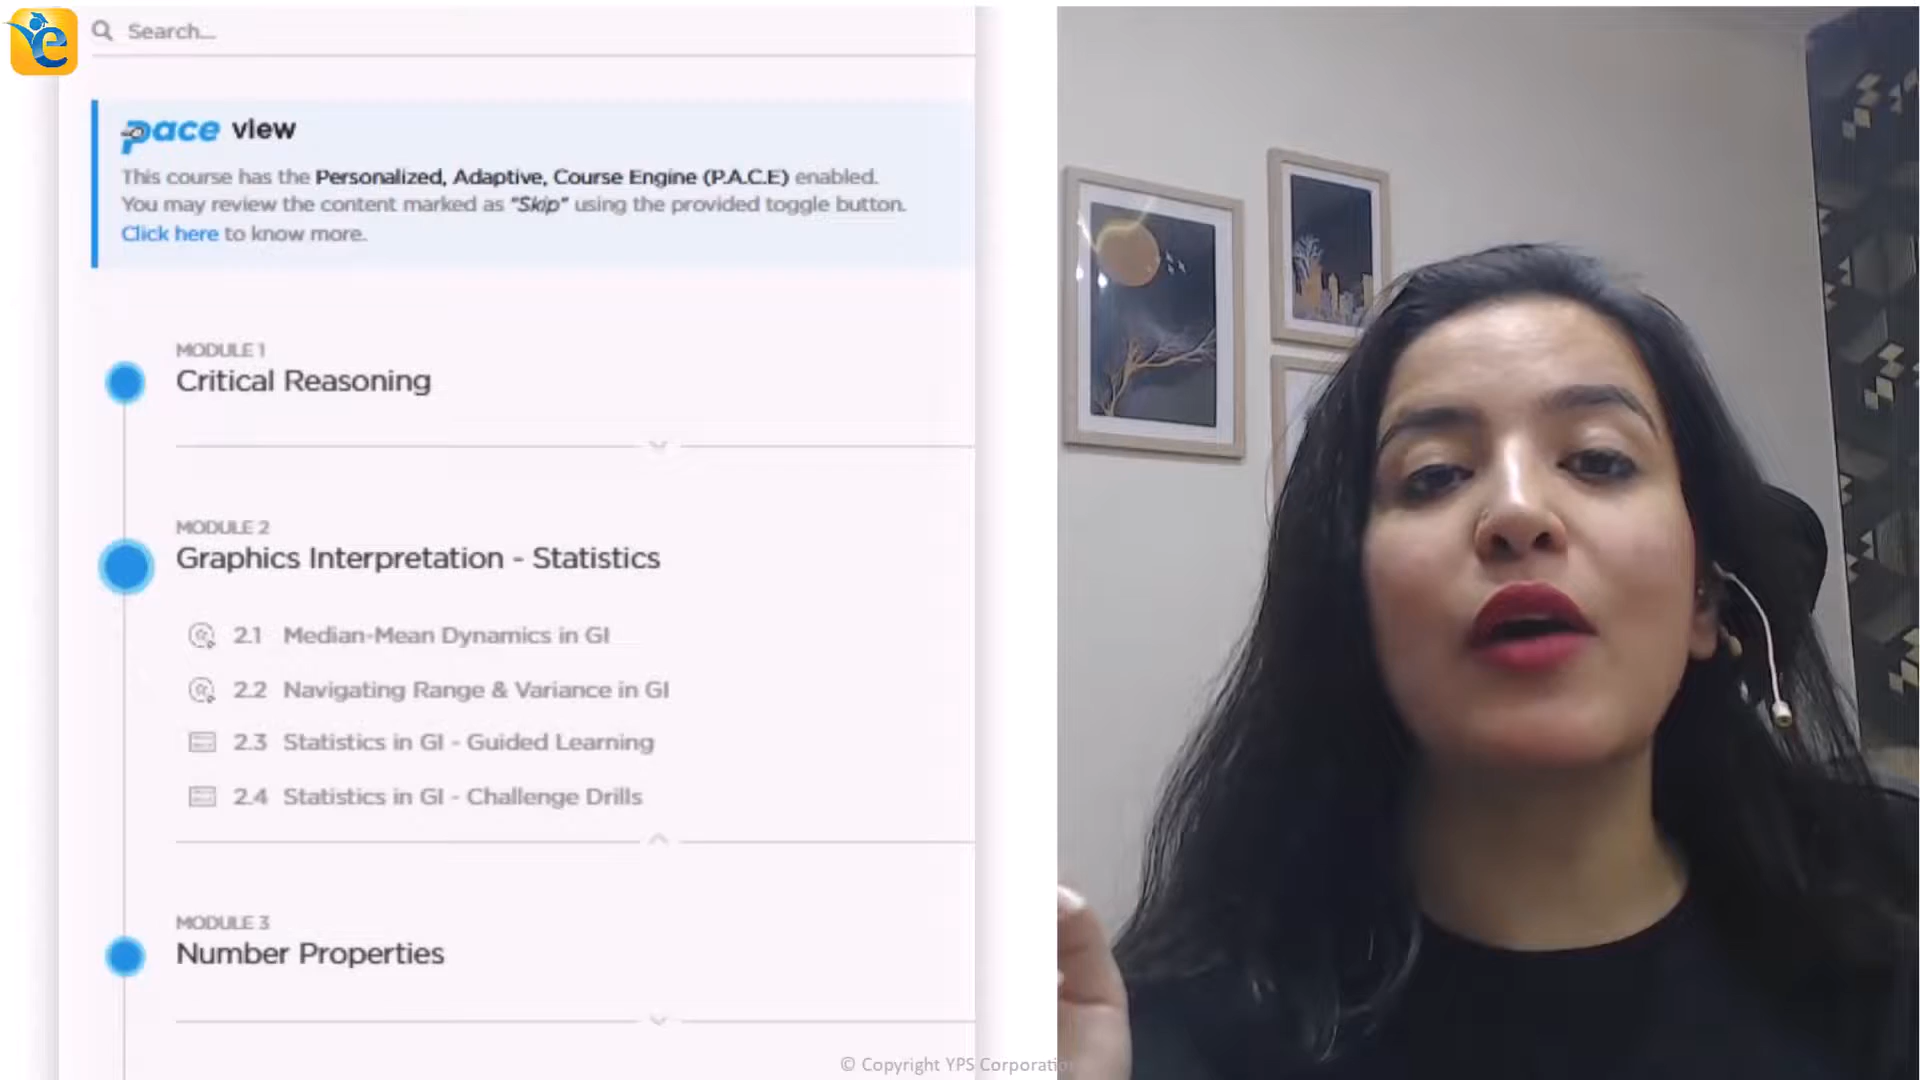 e
Search...
pace view
This course has the Personalized, Adaptive, Course Engine (P.A.C.E) enabled.
You may review the content marked as "Skip" using the provided toggle button.
Click here to know more.
MODULE 1
Critical Reasoning
MODULE 2
Graphics Interpretation - Statistics
2.1 Median-Mean Dynamics in GI
2.2 Navigating Range & Variance in GI
2.3 Statistics in GI - Guided Learning
2.4 Statistics in GI - Challenge Drills
MODULE 3
Number Properties
© Copyright YPS Corporatio